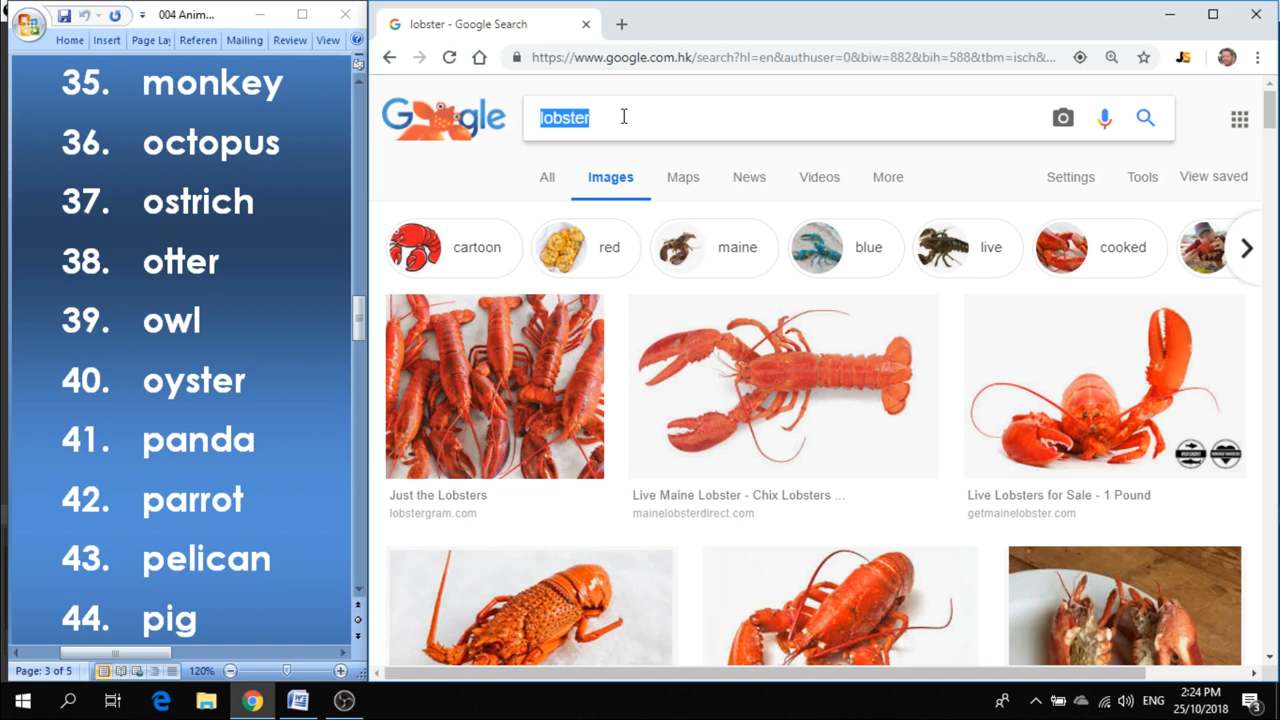 004 Anim...
Home Insert Page Lay Referen Mailing Review View
35. monkey
36. octopus
37. ostrich
38. otter
39. owl
40. oyster
41. panda
42. parrot
43. pelican
44. pig
Page: 3 of 5 120%
lobster - Google Search
https://www.google.com.hk/search?hl=en&authuser=0&biw=882&bih=588&tbm=isch&...
JS
Google
lobster
All Images Maps News Videos More Settings Tools View saved
cartoon red maine blue live cooked
Just the Lobsters
lobstergram.com
Live Maine Lobster - Chix Lobsters ...
mainelobsterdirect.com
Live Lobsters for Sale - 1 Pound
getmainelobster.com
ENG
2:24 PM
25/10/2018
3